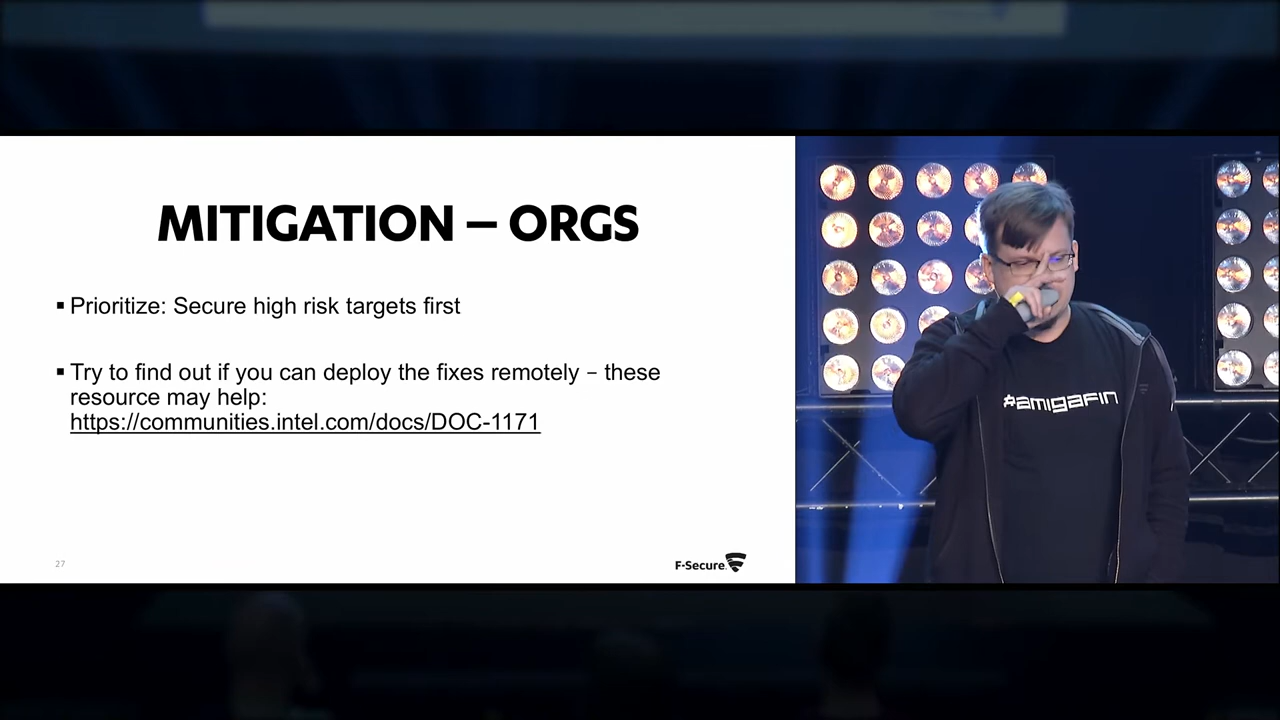 MITIGATION – ORGS
▪ Prioritize: Secure high risk targets first
▪ Try to find out if you can deploy the fixes remotely – these
resource may help:
https://communities.intel.com/docs/DOC-1171
27
F-Secure.
#amigafin